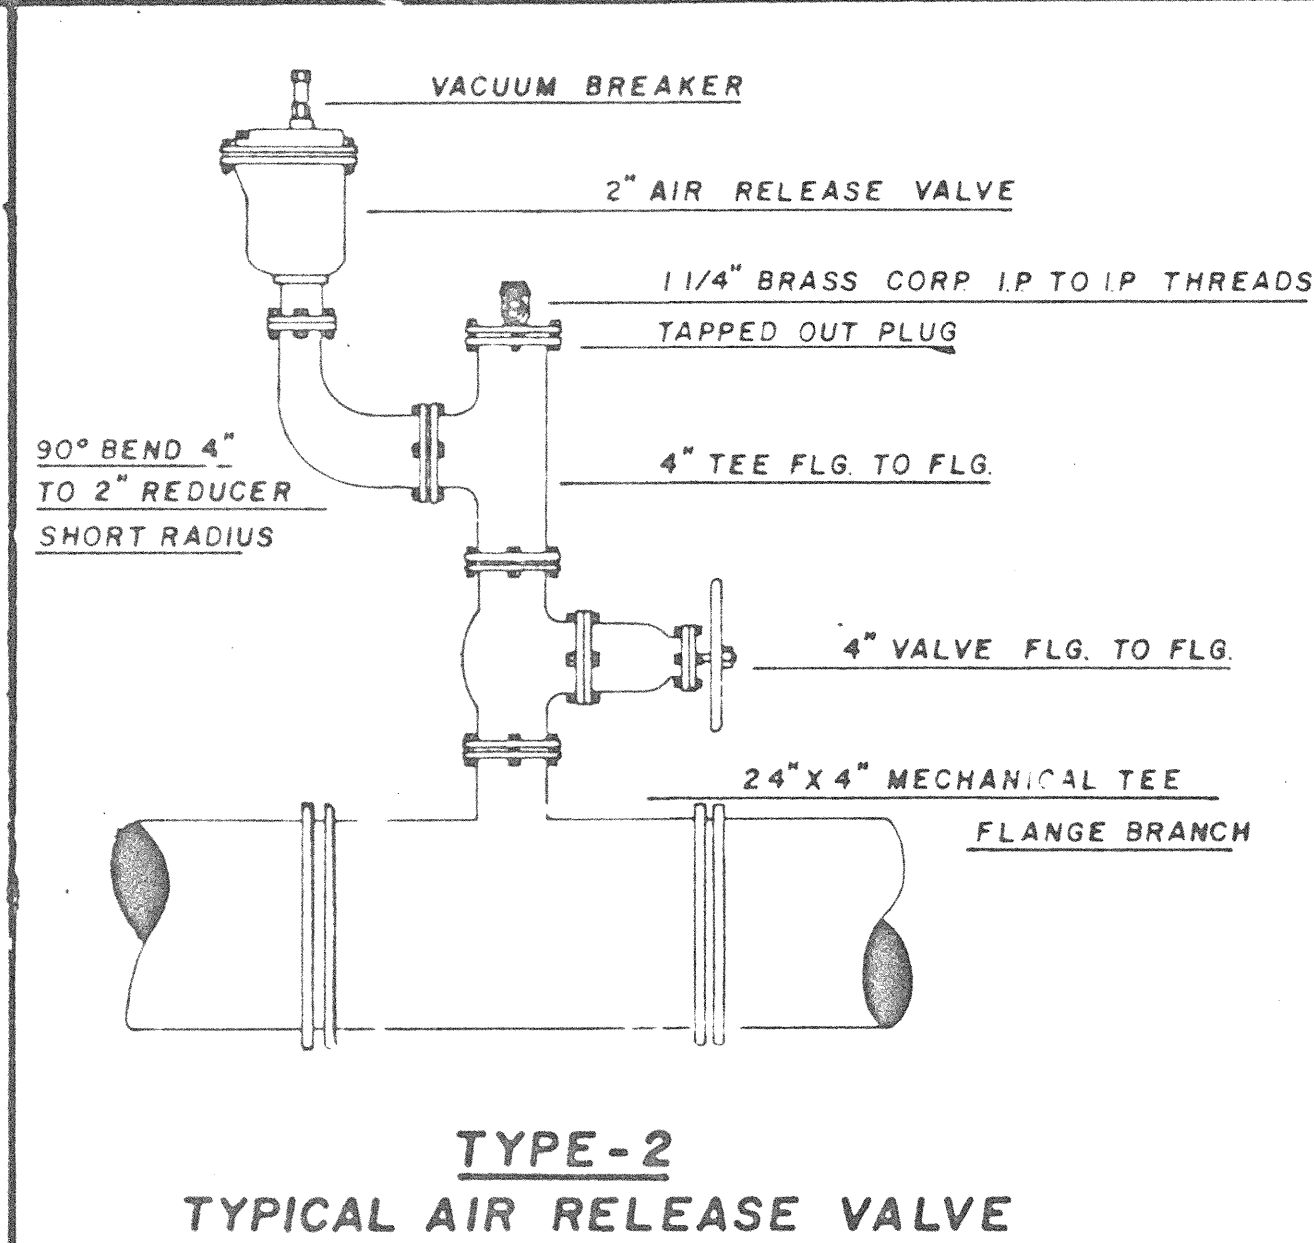 VACUUM BREAKER
2" AIR RELEASE VALVE
1 1/4" BRASS CORP I.P TO I.P THREADS
TAPPED OUT PLUG
90° BEND 4"
TO 2" REDUCER
SHORT RADIUS
4" TEE FLG. TO FLG.
4" VALVE FLG. TO FLG.
24" X 4" MECHANICAL TEE
FLANGE BRANCH
TYPE-2
TYPICAL AIR RELEASE VALVE